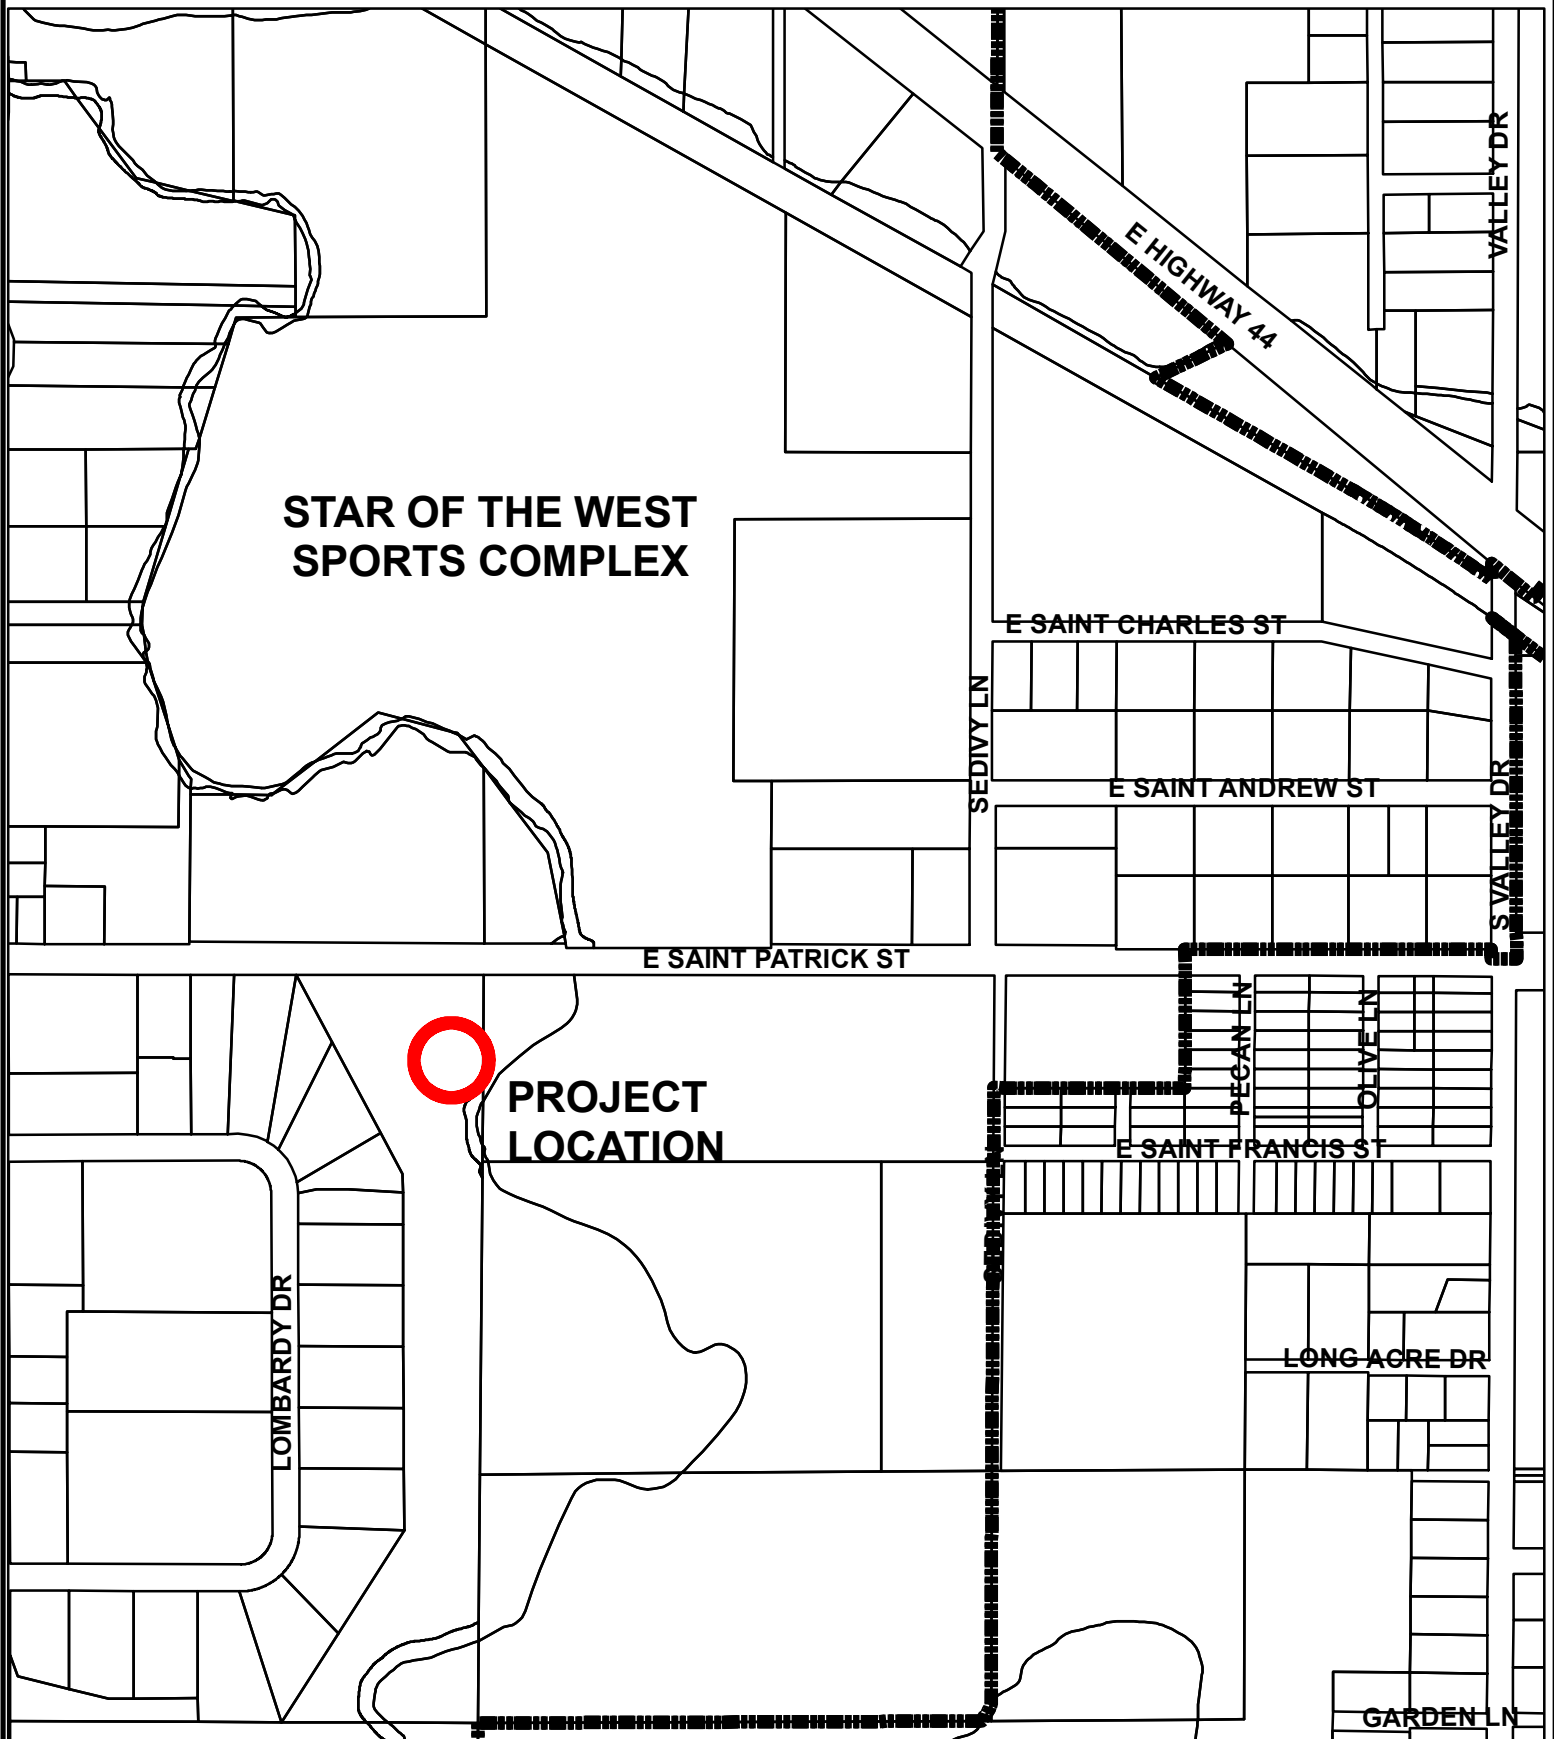 VALLEY DR
E HIGHWAY 44
STAR OF THE WEST
SPORTS COMPLEX
E SAINT CHARLES ST
SEDIVY LN
E SAINT ANDREW ST
S VALLEY DR
E SAINT PATRICK ST
PECAN LN
OLIVE LN
PROJECT
LOCATION
E SAINT FRANCIS ST
LOMBARDY DR
LONG ACRE DR
GARDEN LN